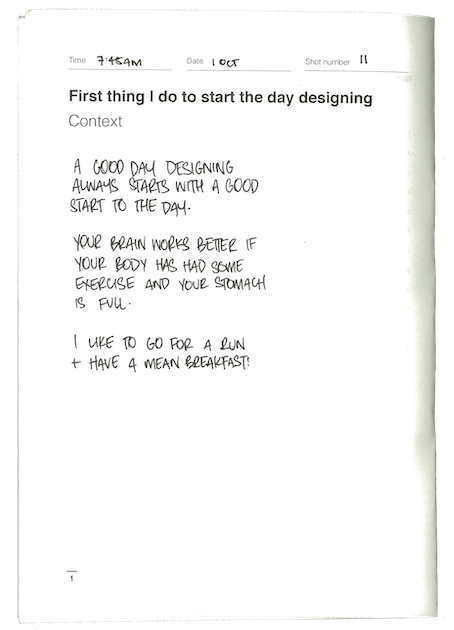 Time 7:45AM Date 1 OCT Shot number 11
First thing I do to start the day designing
Context
A GOOD DAY DESIGNING
ALWAYS STARTS WITH A GOOD
START TO THE DAY.
YOUR BRAIN WORKS BETTER IF
YOUR BODY HAS HAD SOME
EXERCISE AND YOUR STOMACH
IS FULL.
I LIKE TO GO FOR A RUN
+ HAVE A MEAN BREAKFAST!
1